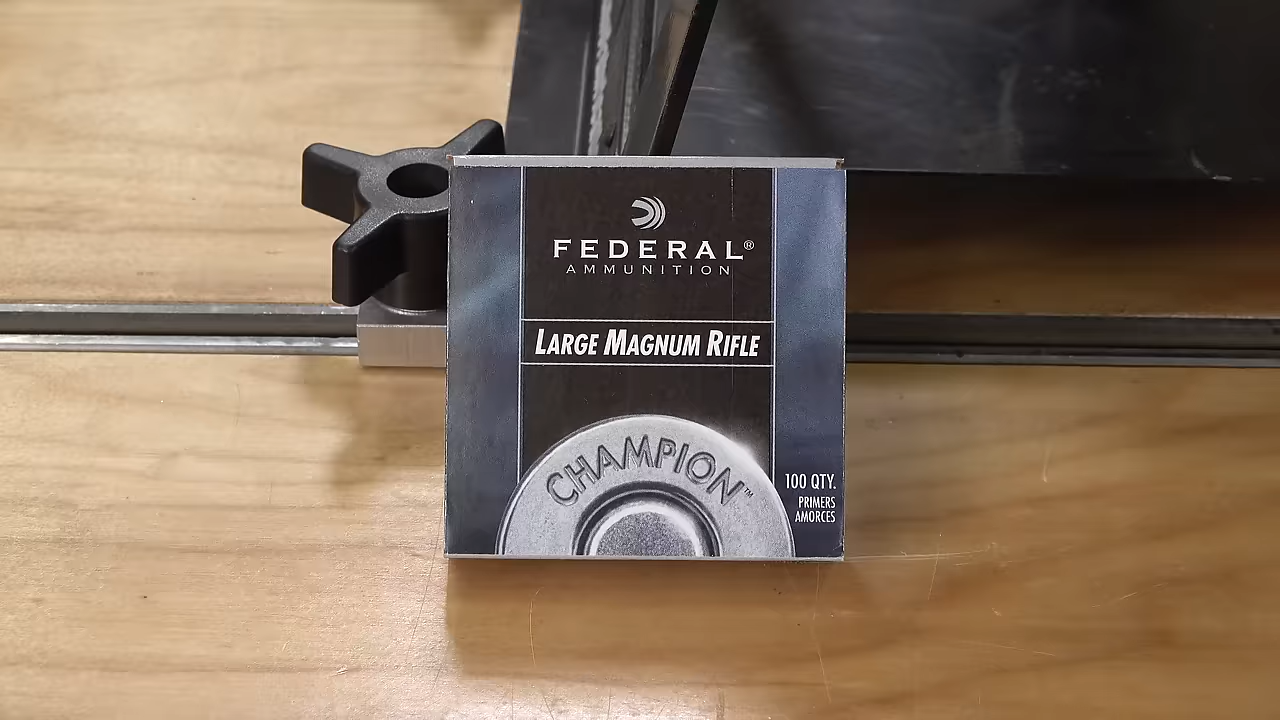 FEDERAL®
AMMUNITION
LARGE MAGNUM RIFLE
CHAMPION™
100 QTY.
PRIMERS
AMORCES